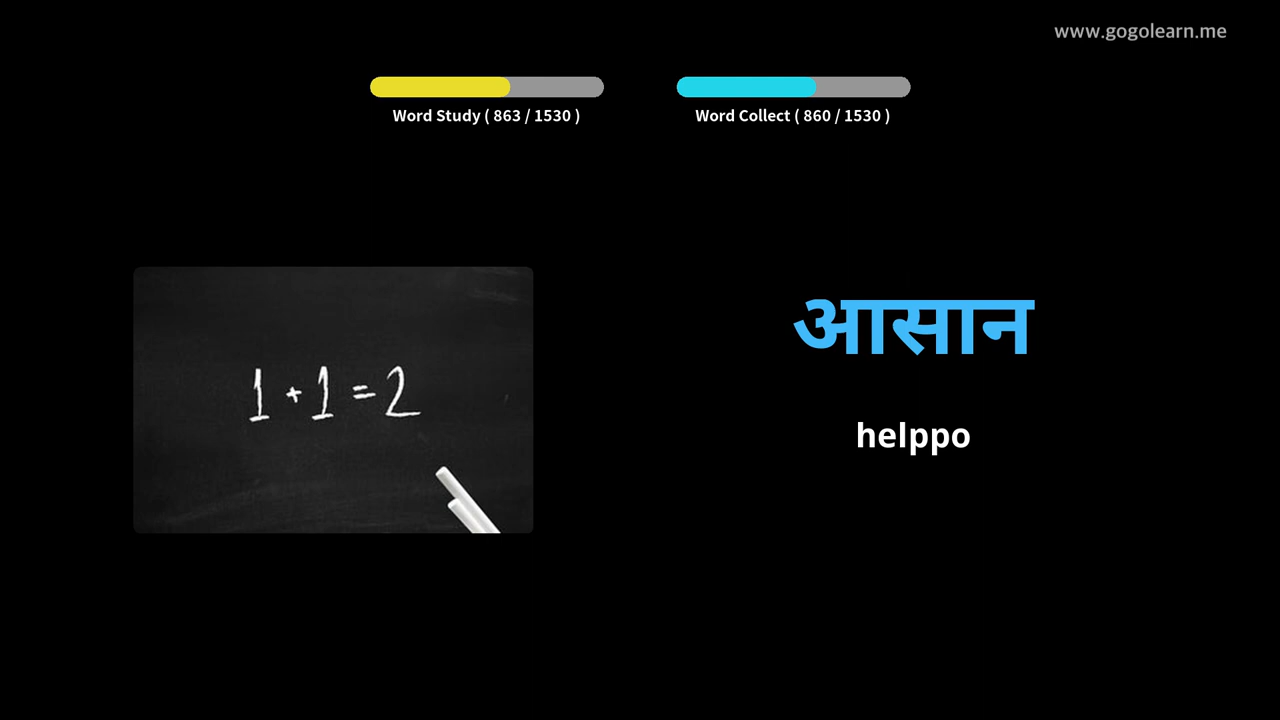 www.gogolearn.me
Word Study ( 863 / 1530 )
Word Collect ( 860 / 1530 )
1 + 1 = 2
आसान
helppo